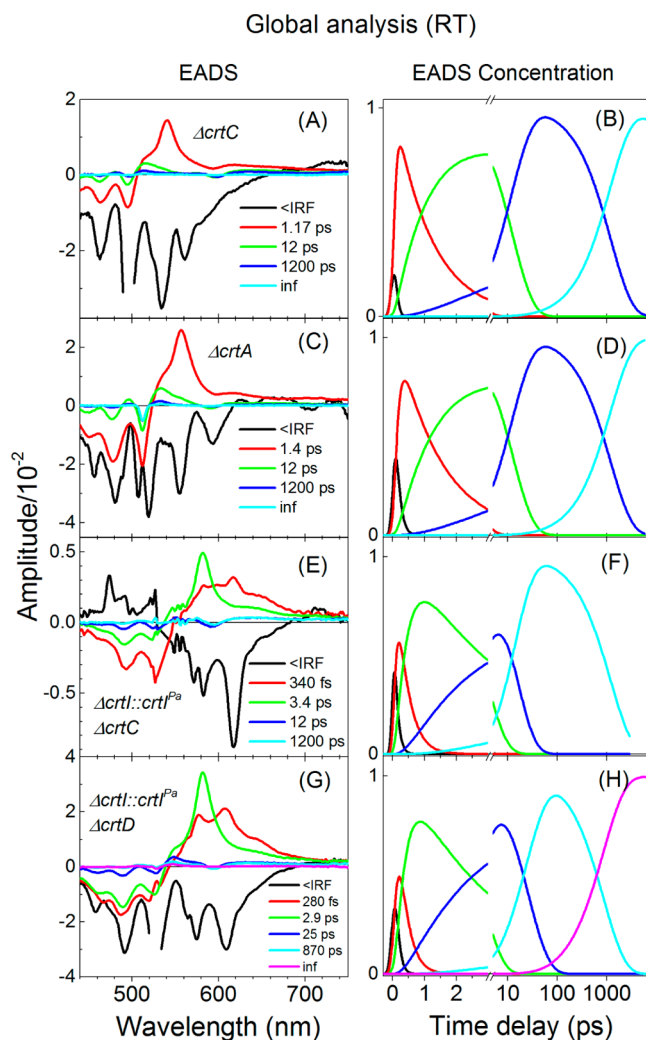 Global analysis (RT)
EADS
EADS Concentration
Amplitude/10⁻²
2
0
-2
(A)
ΔcrtC
<IRF
1.17 ps
12 ps
1200 ps
inf
1
0
(B)
2
0
-2
-4
(C)
ΔcrtA
<IRF
1.4 ps
12 ps
1200 ps
inf
1
0
(D)
0.5
0.0
-0.5
(E)
ΔcrtI::crtIᴾᵃ
ΔcrtC
<IRF
340 fs
3.4 ps
12 ps
1200 ps
1
0
(F)
4
2
0
-2
-4
(G)
ΔcrtI::crtIᴾᵃ
ΔcrtD
<IRF
280 fs
2.9 ps
25 ps
870 ps
inf
1
0
(H)
500 600 700
0 1 2 10 100 1000
Wavelength (nm)
Time delay (ps)